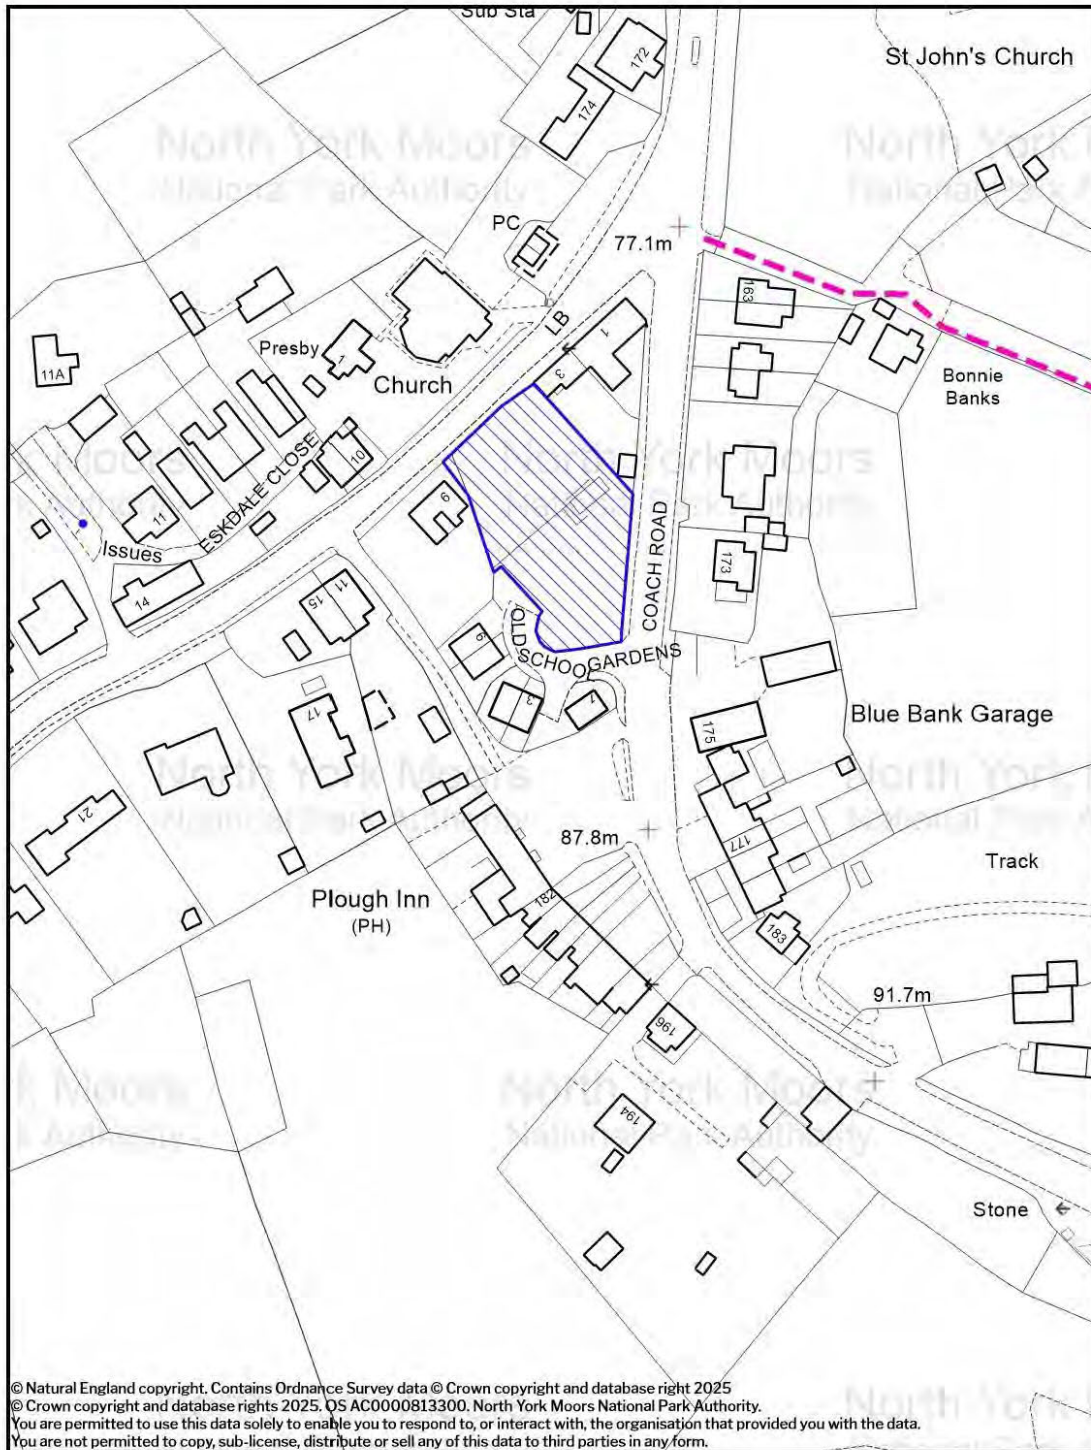 Sub Sta
172
St John's Church
174
North York Moors
National Park Authority
North York
National Park A
PC
77.1m
163
LB
1
Presby
1
3
11A
Church
Bonnie
Banks
k Moors
k Authority
North York Moors
National Park Authority
ESKDALE CLOSE
10
9
11
Issues
COACH ROAD
173
14
11
15
OLD
SCHOO
GARDENS
9
3
1
17
175
Blue Bank Garage
North York Moors
National Park Authority
North York
National Park A
21
87.8m
177
Track
Plough Inn
(PH)
182
183
91.7m
196
k Moors
k Authority
North York Moors
National Park Authority
194
Stone
© Natural England copyright. Contains Ordnance Survey data © Crown copyright and database right 2025
© Crown copyright and database rights 2025. OS AC0000813300. North York Moors National Park Authority.
You are permitted to use this data solely to enable you to respond to, or interact with, the organisation that provided you with the data.
You are not permitted to copy, sub-license, distribute or sell any of this data to third parties in any form.
North York